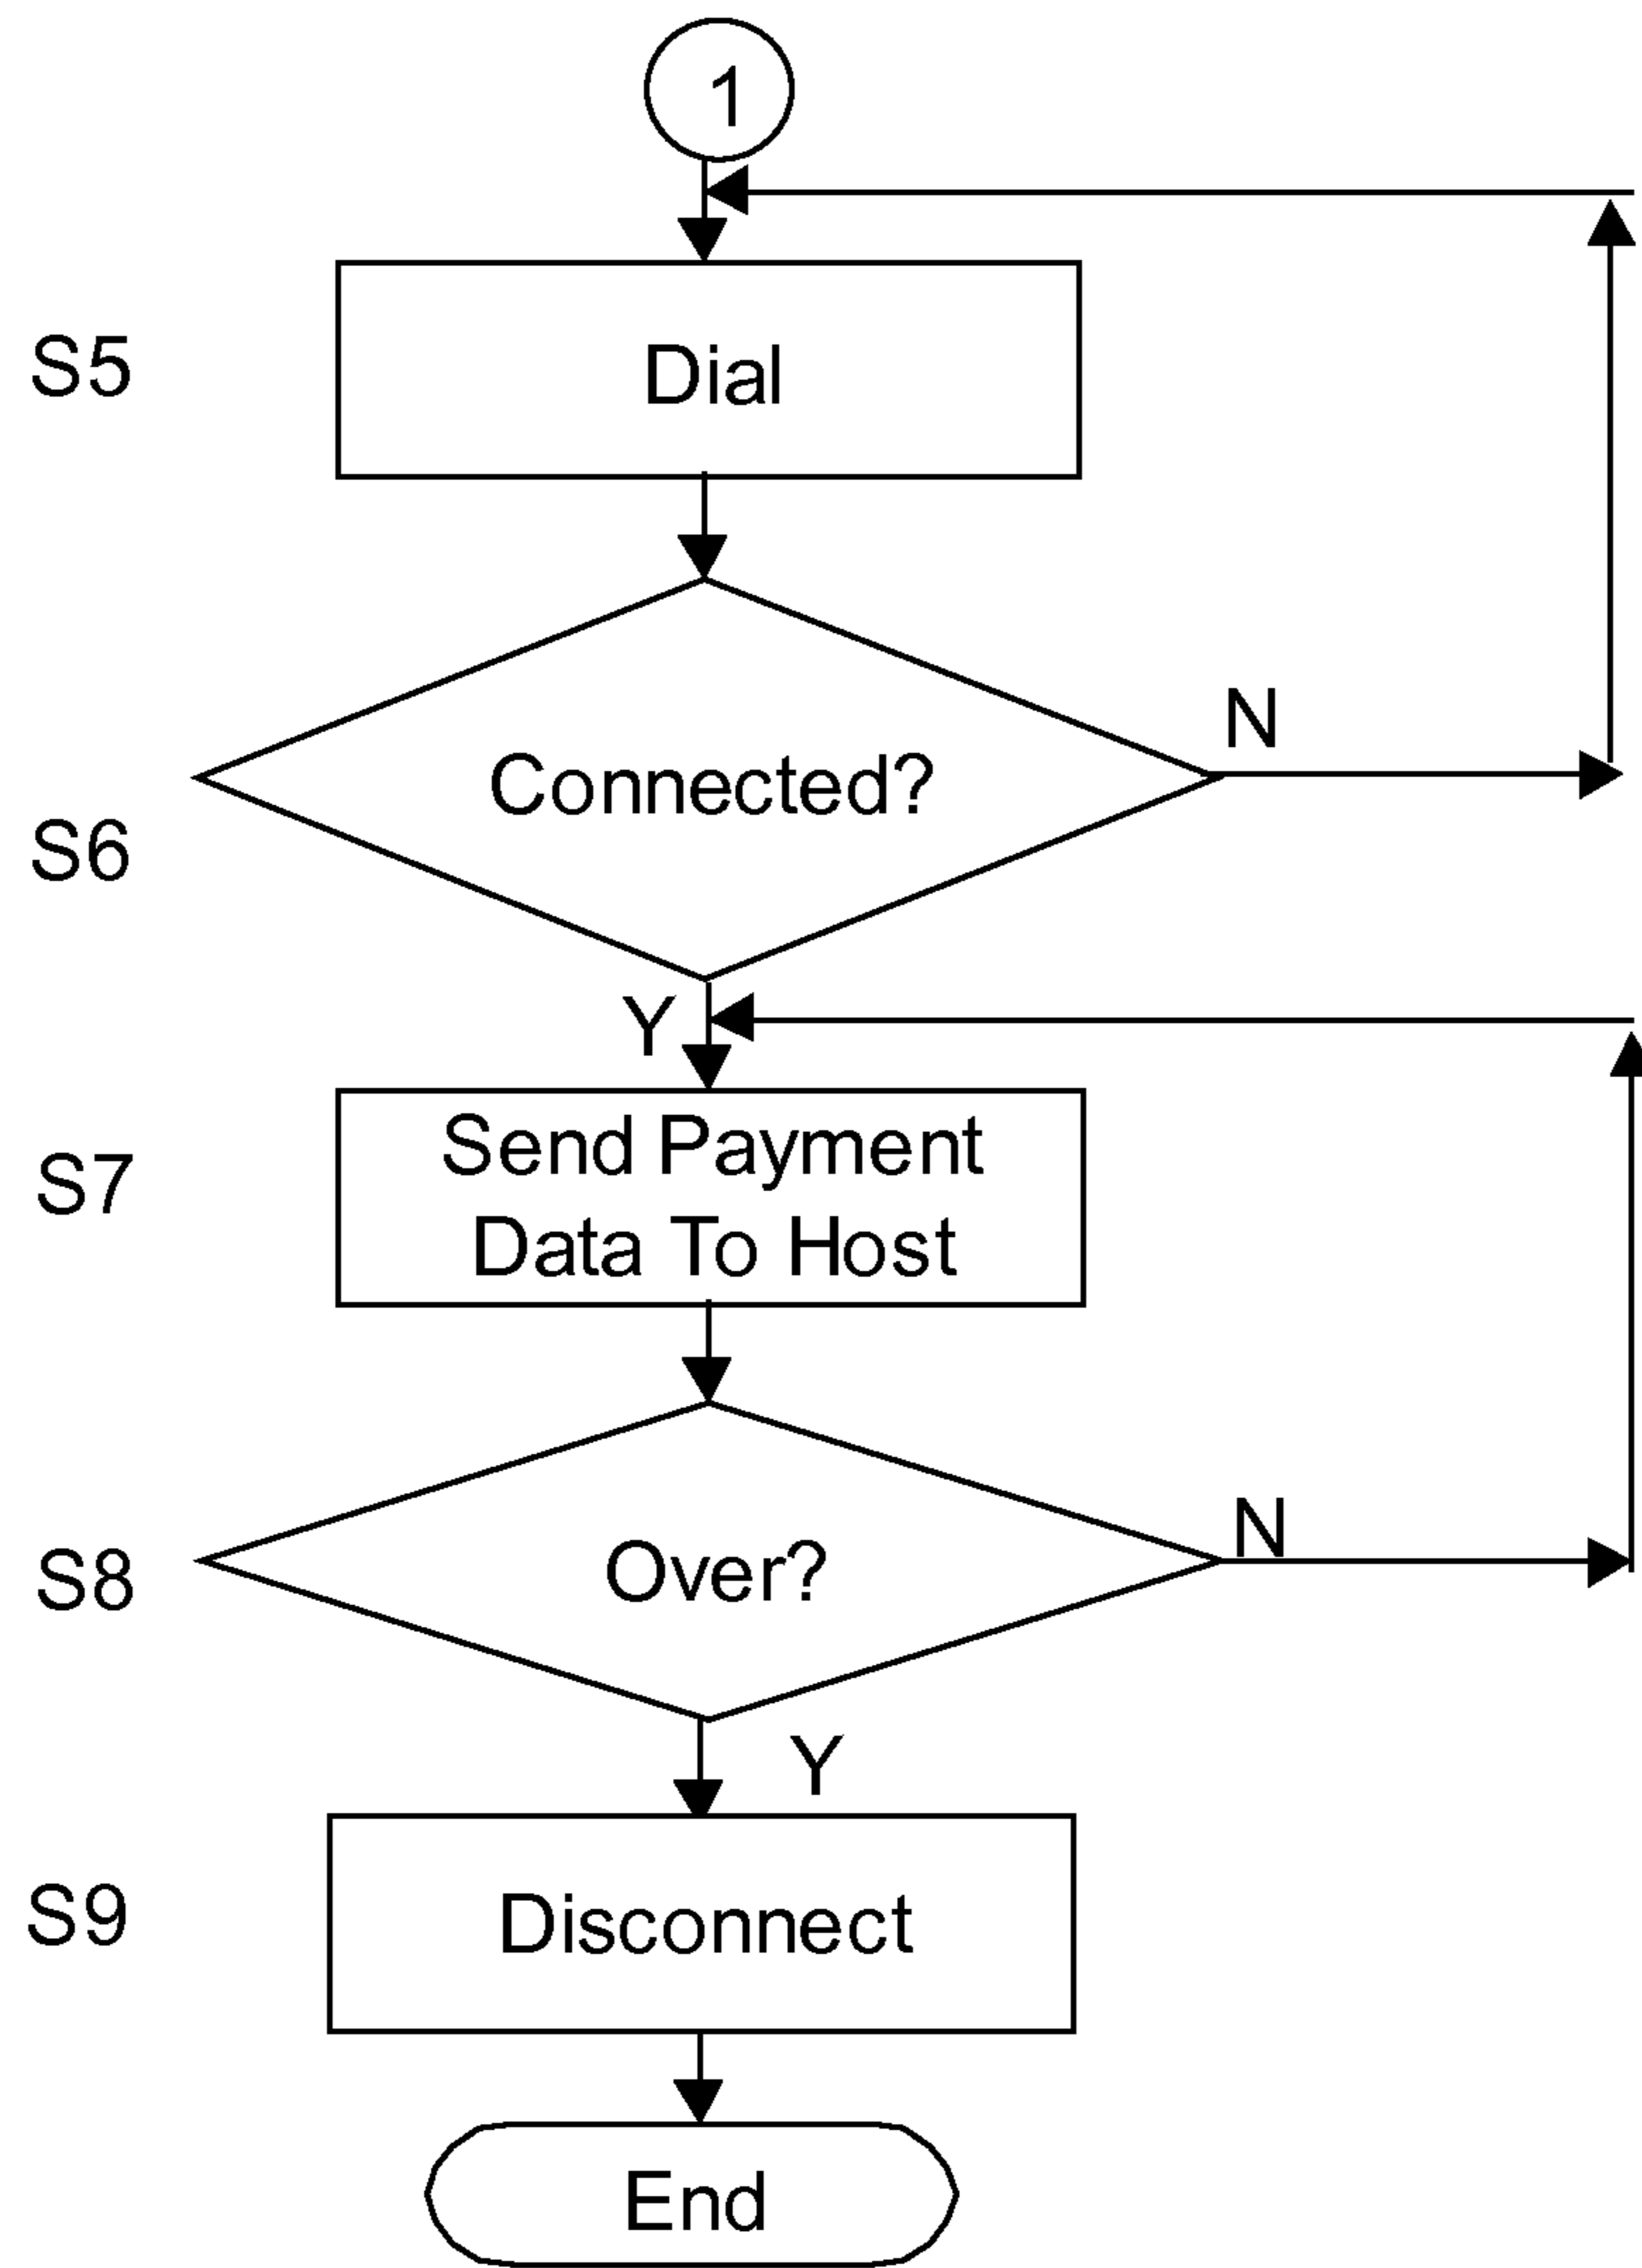 1
S5
Dial
N
Connected?
S6
Y
Send Payment
S7
Data To Host
N
Over?
S8
Y
S9
Disconnect
End